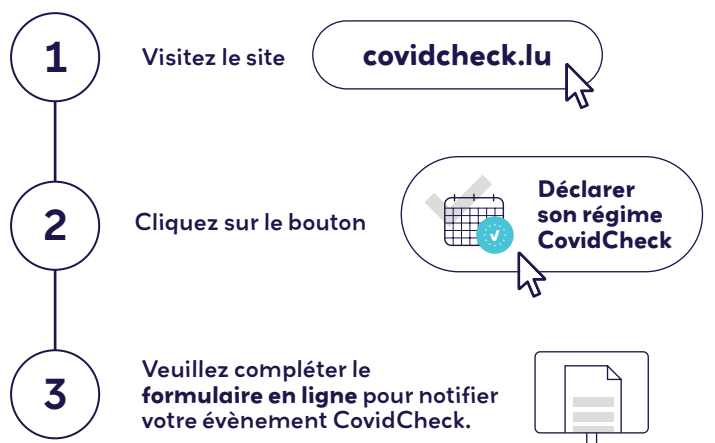 1
Visitez le site
covidcheck.lu
2
Cliquez sur le bouton
Déclarer
son régime
CovidCheck
3
Veuillez compléter le
formulaire en ligne pour notifier
votre évènement CovidCheck.